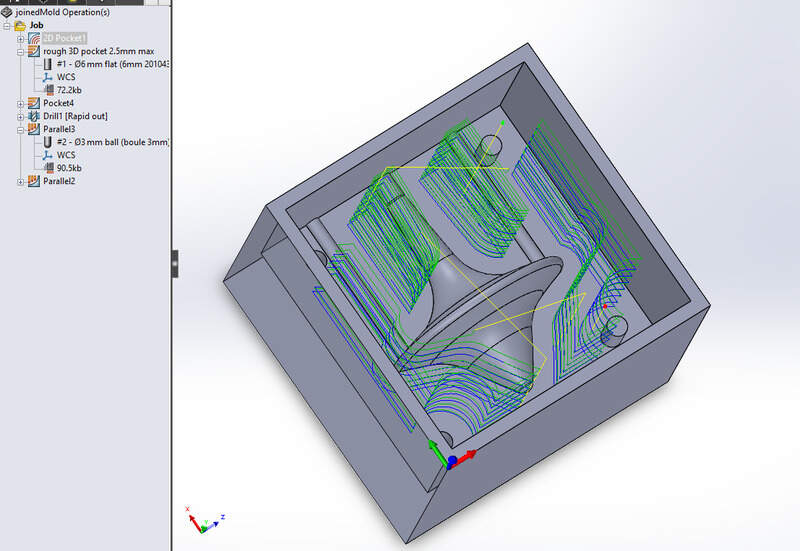 joinedMold Operation(s)
Job
2D Pocket1
rough 3D pocket 2.5mm max
#1 - Ø6 mm flat (6mm 201043
WCS
72.2kb
Pocket4
Drill1 [Rapid out]
Parallel3
#2 - Ø3 mm ball (boule 3mm)
WCS
90.5kb
Parallel2
X
Y
Z